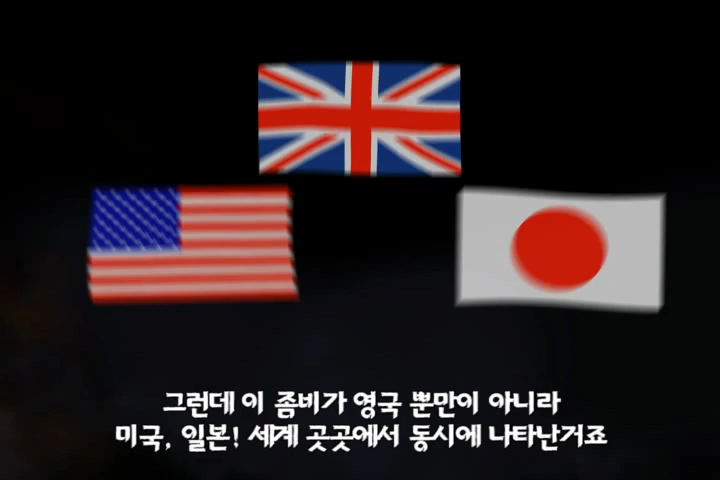 그런데 이 좀비가 영국 뿐만이 아니라
미국, 일본! 세계 곳곳에서 동시에 나타난거죠